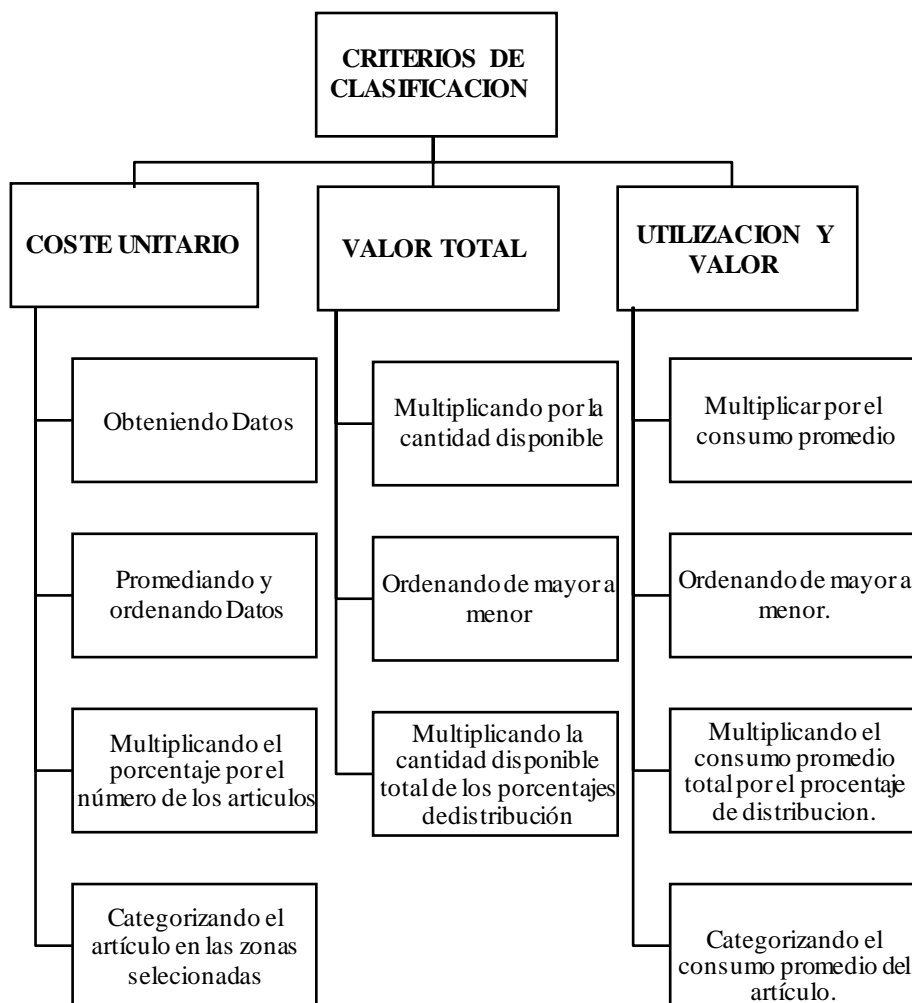 CRITERIOS DE
CLASIFICACION
COSTE UNITARIO
VALOR TOTAL
UTILIZACION Y
VALOR
Obteniendo Datos
Promediando y
ordenando Datos
Multiplicando el
porcentaje por el
número de los articulos
Categorizando el
artículo en las zonas
selecionadas
Multiplicando por la
cantidad disponible
Ordenando de mayor a
menor
Multiplicando la
cantidad disponible
total de los porcentajes
dedistribución
Multiplicar por el
consumo promedio
Ordenando de mayor a
menor.
Multiplicando el
consumo promedio
total por el procentaje
de distribucion.
Categorizando el
consumo promedio del
artículo.